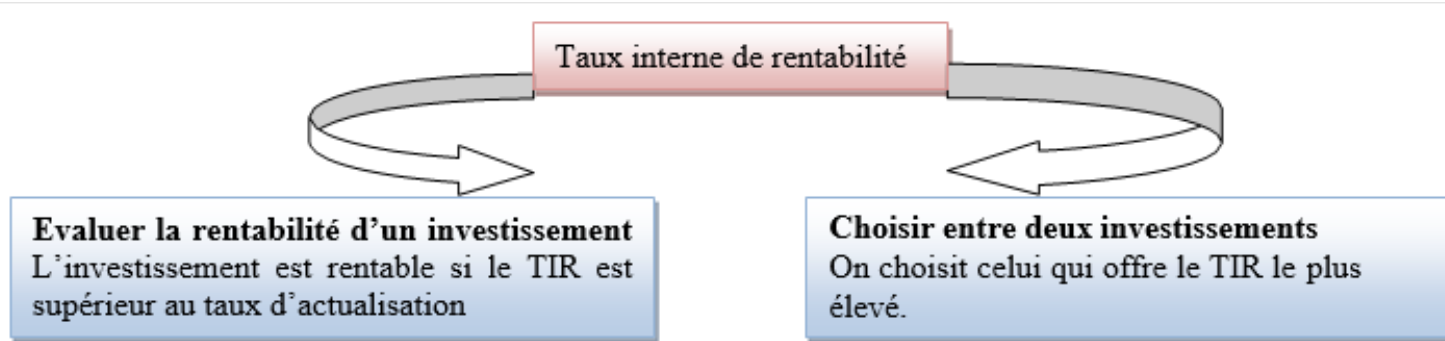 Taux interne de rentabilité
Evaluer la rentabilité d’un investissement
L’investissement est rentable si le TIR est
supérieur au taux d’actualisation
Choisir entre deux investissements
On choisit celui qui offre le TIR le plus
élevé.